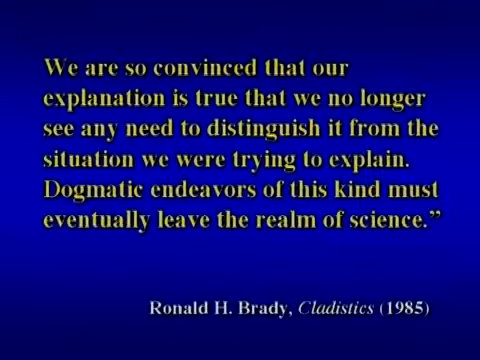 We are so convinced that our
explanation is true that we no longer
see any need to distinguish it from the
situation we were trying to explain.
Dogmatic endeavors of this kind must
eventually leave the realm of science.”
Ronald H. Brady, Cladistics (1985)